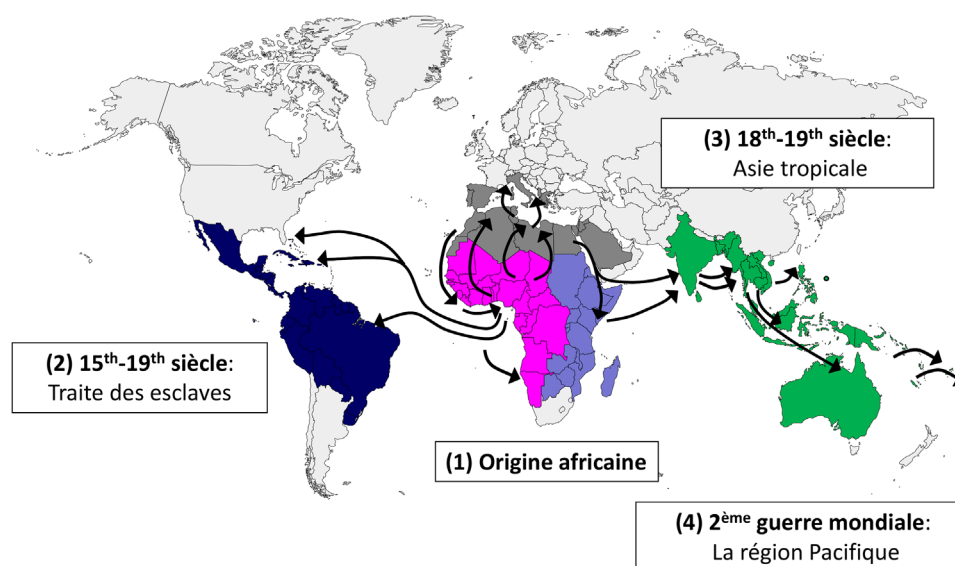 (3) 18th-19th siècle:
Asie tropicale
(2) 15th-19th siècle:
Traite des esclaves
(1) Origine africaine
(4) 2ème guerre mondiale:
La région Pacifique